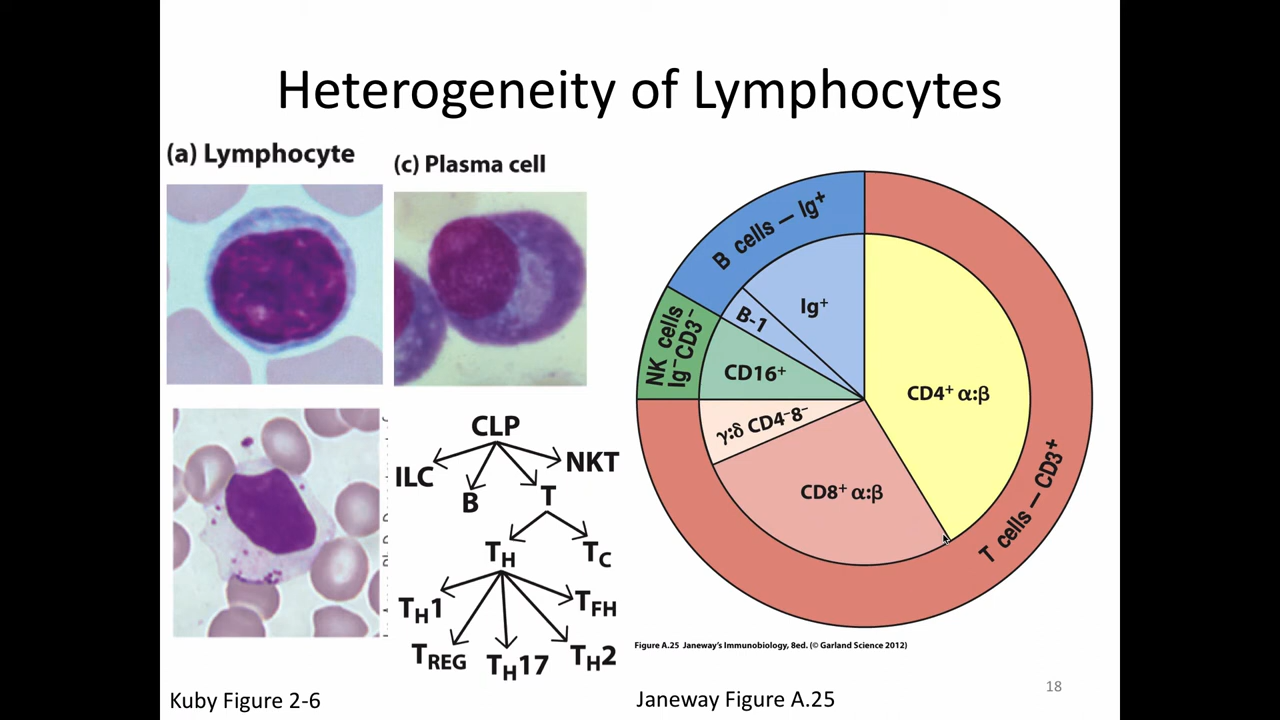 Heterogeneity of Lymphocytes
(a) Lymphocyte
(c) Plasma cell
CLP
ILC
NKT
B
T
TH
TC
TH1
TFH
TREG
TH17
TH2
Kuby Figure 2-6
B cells — Ig⁺
NK cells
Ig⁻CD3⁻
T cells — CD3⁺
Ig⁺
B-1
CD16⁺
γ:δ CD4⁻8⁻
CD8⁺ α:β
CD4⁺ α:β
Figure A.25 Janeway's Immunobiology, 8ed. (© Garland Science 2012)
Janeway Figure A.25
18